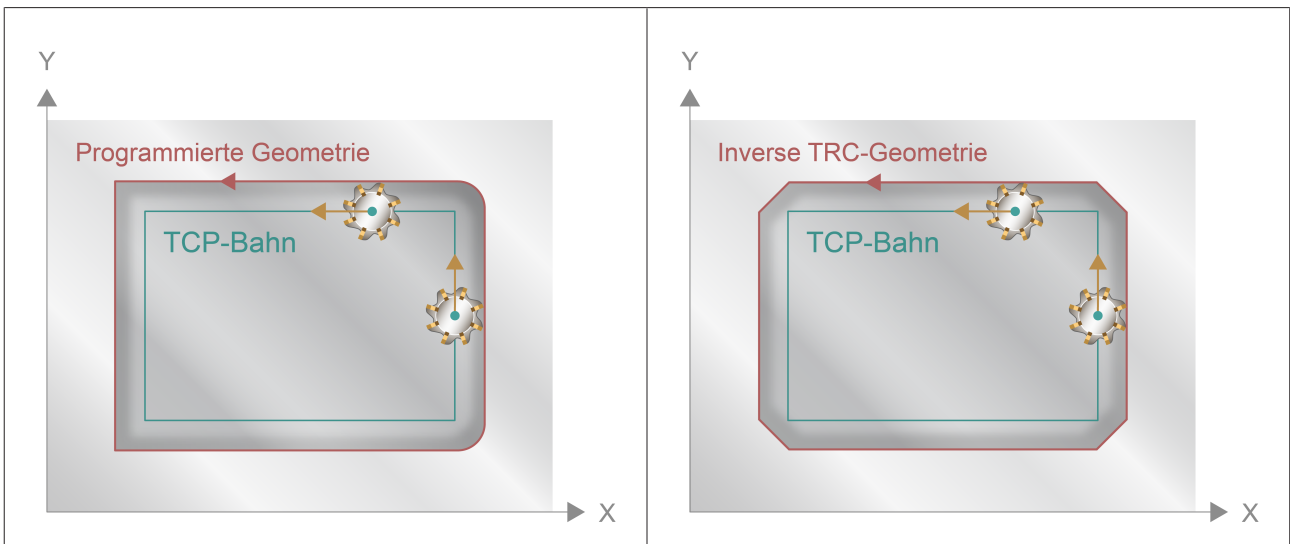 Y
Programmierte Geometrie
TCP-Bahn
X
Y
Inverse TRC-Geometrie
TCP-Bahn
X